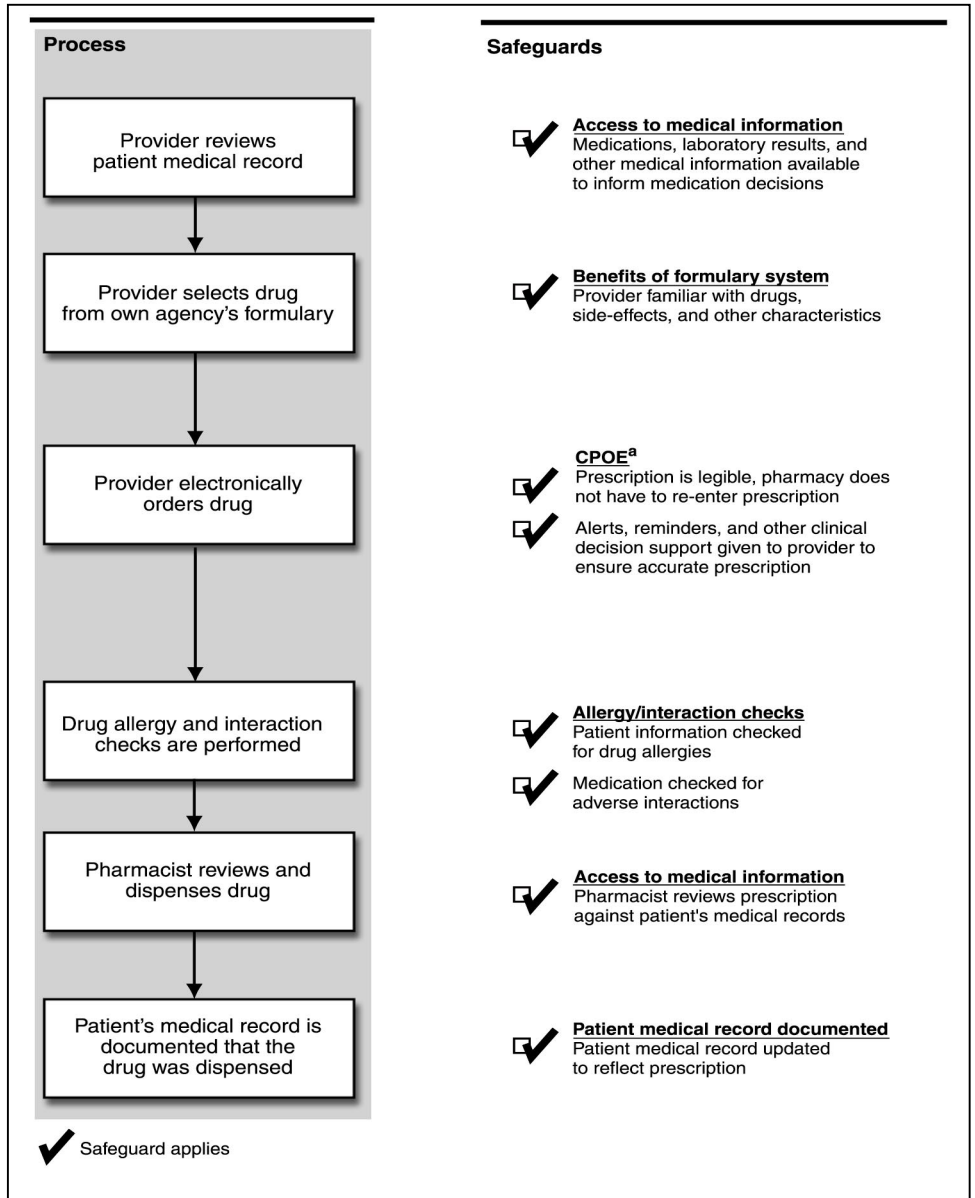 Process
Safeguards
Provider reviews
patient medical record
Access to medical information
Medications, laboratory results, and
other medical information available
to inform medication decisions
Provider selects drug
from own agency’s formulary
Benefits of formulary system
Provider familiar with drugs,
side-effects, and other characteristics
Provider electronically
orders drug
CPOEa
Prescription is legible, pharmacy does
not have to re-enter prescription
Alerts, reminders, and other clinical
decision support given to provider to
ensure accurate prescription
Drug allergy and interaction
checks are performed
Allergy/interaction checks
Patient information checked
for drug allergies
Medication checked for
adverse interactions
Pharmacist reviews and
dispenses drug
Access to medical information
Pharmacist reviews prescription
against patient's medical records
Patient’s medical record is
documented that the
drug was dispensed
Patient medical record documented
Patient medical record updated
to reflect prescription
Safeguard applies